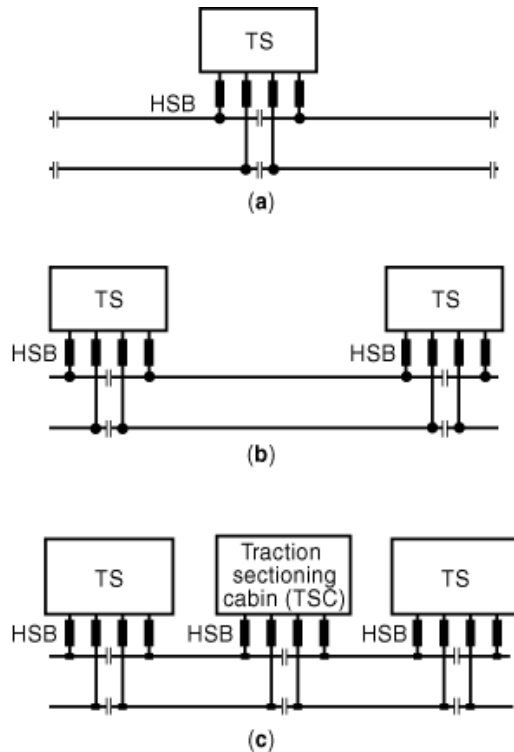 TS
HSB
(a)
TS
TS
HSB
HSB
(b)
TS
Traction
sectioning
cabin (TSC)
TS
HSB
HSB
HSB
(c)